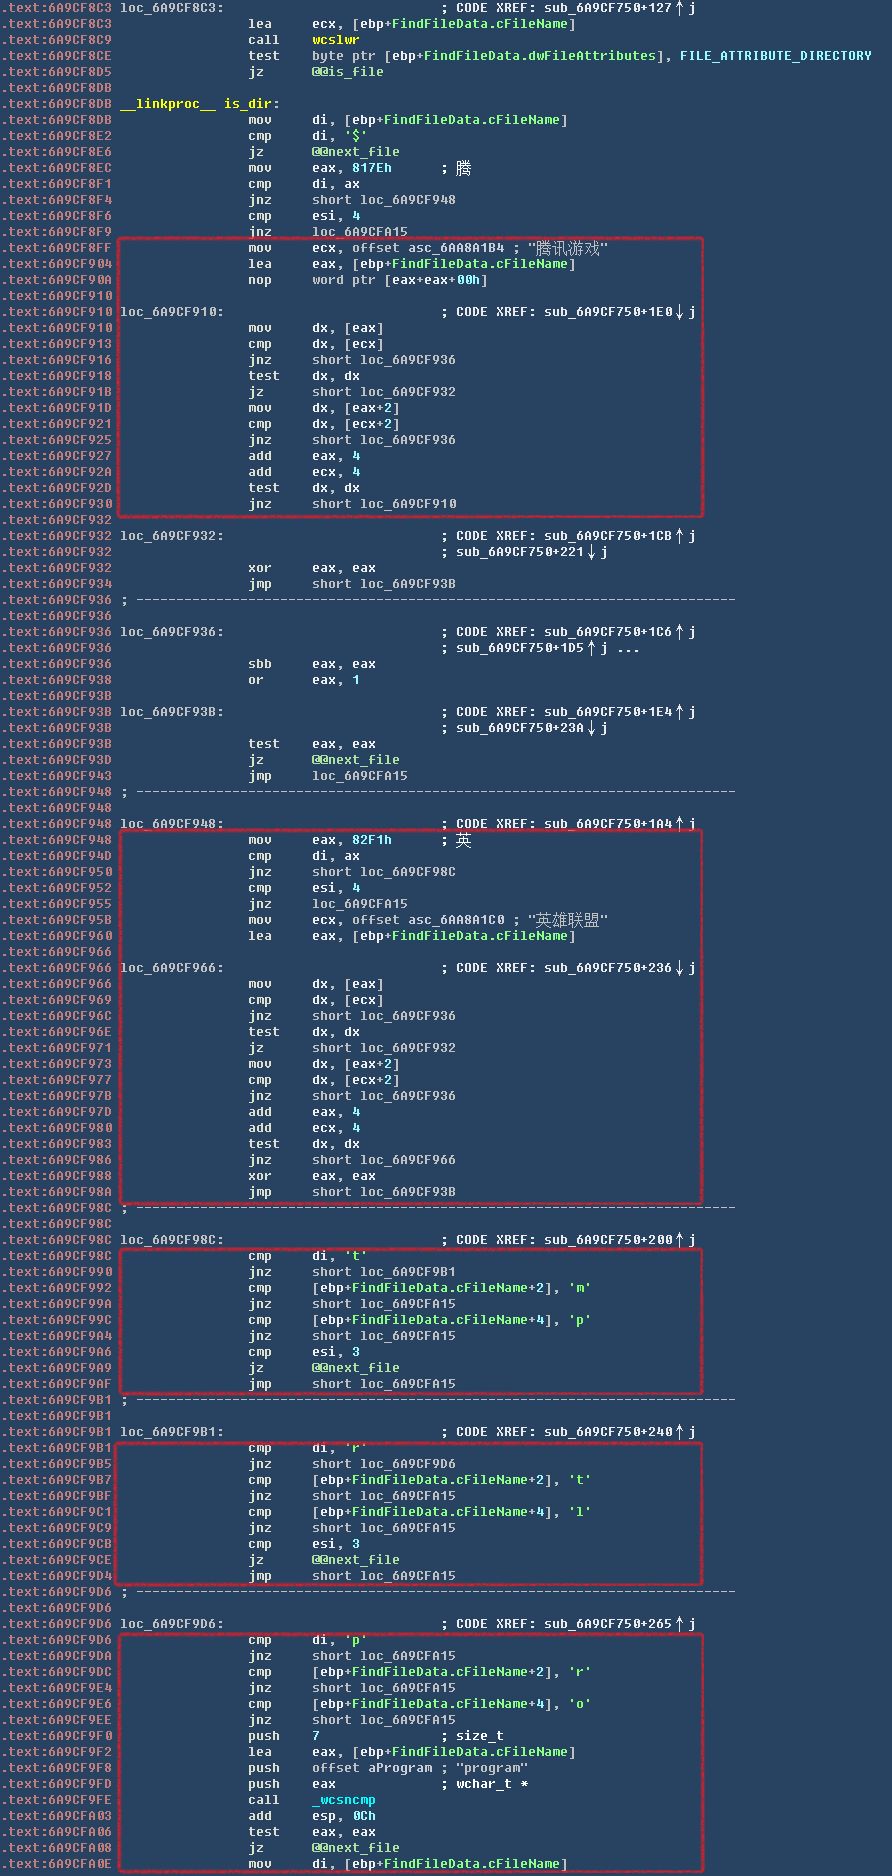 .text:6A9CF8C3 loc_6A9CF8C3: ; CODE XREF: sub_6A9CF750+127↑j
.text:6A9CF8C3 lea ecx, [ebp+FindFileData.cFileName]
.text:6A9CF8C9 call wcslwr
.text:6A9CF8CE test byte ptr [ebp+FindFileData.dwFileAttributes], FILE_ATTRIBUTE_DIRECTORY
.text:6A9CF8D5 jz @@is_file
.text:6A9CF8DB
.text:6A9CF8DB __linkproc__ is_dir:
.text:6A9CF8DB mov di, [ebp+FindFileData.cFileName]
.text:6A9CF8E2 cmp di, '$'
.text:6A9CF8E6 jz @@next_file
.text:6A9CF8EC mov eax, 817Eh ; 腾
.text:6A9CF8F1 cmp di, ax
.text:6A9CF8F4 jnz short loc_6A9CF948
.text:6A9CF8F6 cmp esi, 4
.text:6A9CF8F9 jnz loc_6A9CFA15
.text:6A9CF8FF mov ecx, offset asc_6AA8A1B4 ; "腾讯游戏"
.text:6A9CF904 lea eax, [ebp+FindFileData.cFileName]
.text:6A9CF90A nop word ptr [eax+eax+00h]
.text:6A9CF910
.text:6A9CF910 loc_6A9CF910: ; CODE XREF: sub_6A9CF750+1E0↓j
.text:6A9CF910 mov dx, [eax]
.text:6A9CF913 cmp dx, [ecx]
.text:6A9CF916 jnz short loc_6A9CF936
.text:6A9CF918 test dx, dx
.text:6A9CF91B jz short loc_6A9CF932
.text:6A9CF91D mov dx, [eax+2]
.text:6A9CF921 cmp dx, [ecx+2]
.text:6A9CF925 jnz short loc_6A9CF936
.text:6A9CF927 add eax, 4
.text:6A9CF92A add ecx, 4
.text:6A9CF92D test dx, dx
.text:6A9CF930 jnz short loc_6A9CF910
.text:6A9CF932
.text:6A9CF932 loc_6A9CF932: ; CODE XREF: sub_6A9CF750+1CB↑j
.text:6A9CF932 ; sub_6A9CF750+221↓j
.text:6A9CF932 xor eax, eax
.text:6A9CF934 jmp short loc_6A9CF93B
.text:6A9CF936 ; ---------------------------------------------------------------------------
.text:6A9CF936
.text:6A9CF936 loc_6A9CF936: ; CODE XREF: sub_6A9CF750+1C6↑j
.text:6A9CF936 ; sub_6A9CF750+1D5↑j ...
.text:6A9CF936 sbb eax, eax
.text:6A9CF938 or eax, 1
.text:6A9CF93B
.text:6A9CF93B loc_6A9CF93B: ; CODE XREF: sub_6A9CF750+1E4↑j
.text:6A9CF93B ; sub_6A9CF750+23A↓j
.text:6A9CF93B test eax, eax
.text:6A9CF93D jz @@next_file
.text:6A9CF943 jmp loc_6A9CFA15
.text:6A9CF948 ; ---------------------------------------------------------------------------
.text:6A9CF948
.text:6A9CF948 loc_6A9CF948: ; CODE XREF: sub_6A9CF750+1A4↑j
.text:6A9CF948 mov eax, 82F1h ; 英
.text:6A9CF94D cmp di, ax
.text:6A9CF950 jnz short loc_6A9CF98C
.text:6A9CF952 cmp esi, 4
.text:6A9CF955 jnz loc_6A9CFA15
.text:6A9CF95B mov ecx, offset asc_6AA8A1C0 ; "英雄联盟"
.text:6A9CF960 lea eax, [ebp+FindFileData.cFileName]
.text:6A9CF966
.text:6A9CF966 loc_6A9CF966: ; CODE XREF: sub_6A9CF750+236↓j
.text:6A9CF966 mov dx, [eax]
.text:6A9CF969 cmp dx, [ecx]
.text:6A9CF96C jnz short loc_6A9CF936
.text:6A9CF96E test dx, dx
.text:6A9CF971 jz short loc_6A9CF932
.text:6A9CF973 mov dx, [eax+2]
.text:6A9CF977 cmp dx, [ecx+2]
.text:6A9CF97B jnz short loc_6A9CF936
.text:6A9CF97D add eax, 4
.text:6A9CF980 add ecx, 4
.text:6A9CF983 test dx, dx
.text:6A9CF986 jnz short loc_6A9CF966
.text:6A9CF988 xor eax, eax
.text:6A9CF98A jmp short loc_6A9CF93B
.text:6A9CF98C ; ---------------------------------------------------------------------------
.text:6A9CF98C
.text:6A9CF98C loc_6A9CF98C: ; CODE XREF: sub_6A9CF750+200↑j
.text:6A9CF98C cmp di, 't'
.text:6A9CF990 jnz short loc_6A9CF9B1
.text:6A9CF992 cmp [ebp+FindFileData.cFileName+2], 'm'
.text:6A9CF99A jnz short loc_6A9CFA15
.text:6A9CF99C cmp [ebp+FindFileData.cFileName+4], 'p'
.text:6A9CF9A4 jnz short loc_6A9CFA15
.text:6A9CF9A6 cmp esi, 3
.text:6A9CF9A9 jz @@next_file
.text:6A9CF9AF jmp short loc_6A9CFA15
.text:6A9CF9B1 ; ---------------------------------------------------------------------------
.text:6A9CF9B1
.text:6A9CF9B1 loc_6A9CF9B1: ; CODE XREF: sub_6A9CF750+240↑j
.text:6A9CF9B1 cmp di, 'r'
.text:6A9CF9B5 jnz short loc_6A9CF9D6
.text:6A9CF9B7 cmp [ebp+FindFileData.cFileName+2], 't'
.text:6A9CF9BF jnz short loc_6A9CFA15
.text:6A9CF9C1 cmp [ebp+FindFileData.cFileName+4], 'l'
.text:6A9CF9C9 jnz short loc_6A9CFA15
.text:6A9CF9CB cmp esi, 3
.text:6A9CF9CE jz @@next_file
.text:6A9CF9D4 jmp short loc_6A9CFA15
.text:6A9CF9D6 ; ---------------------------------------------------------------------------
.text:6A9CF9D6
.text:6A9CF9D6 loc_6A9CF9D6: ; CODE XREF: sub_6A9CF750+265↑j
.text:6A9CF9D6 cmp di, 'p'
.text:6A9CF9DA jnz short loc_6A9CFA15
.text:6A9CF9DC cmp [ebp+FindFileData.cFileName+2], 'r'
.text:6A9CF9E4 jnz short loc_6A9CFA15
.text:6A9CF9E6 cmp [ebp+FindFileData.cFileName+4], 'o'
.text:6A9CF9EE jnz short loc_6A9CFA15
.text:6A9CF9F0 push 7 ; size_t
.text:6A9CF9F2 lea eax, [ebp+FindFileData.cFileName]
.text:6A9CF9F8 push offset aProgram ; "program"
.text:6A9CF9FD push eax ; wchar_t *
.text:6A9CF9FE call _wcsncmp
.text:6A9CFA03 add esp, 0Ch
.text:6A9CFA06 test eax, eax
.text:6A9CFA08 jz @@next_file
.text:6A9CFA0E mov di, [ebp+FindFileData.cFileName]